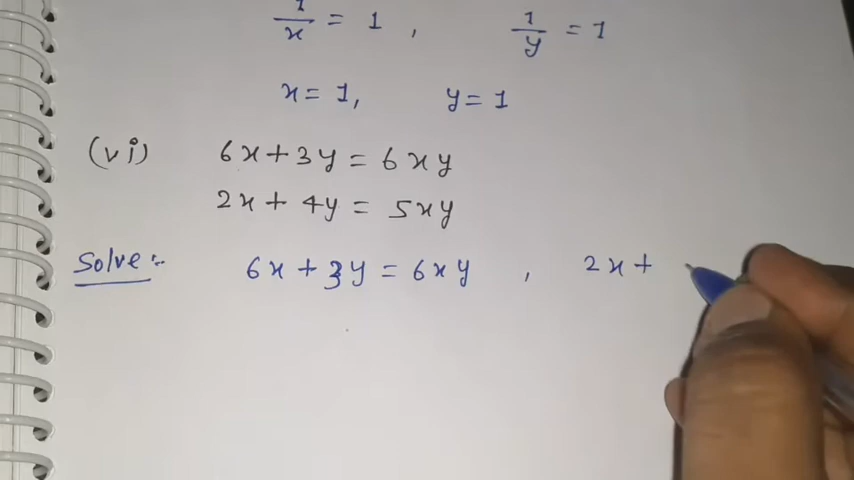 1/x = 1 , 1/y = 1
x = 1, y = 1
(vi) 6x + 3y = 6xy
2x + 4y = 5xy
Solve :- 6x + 3y = 6xy , 2x +